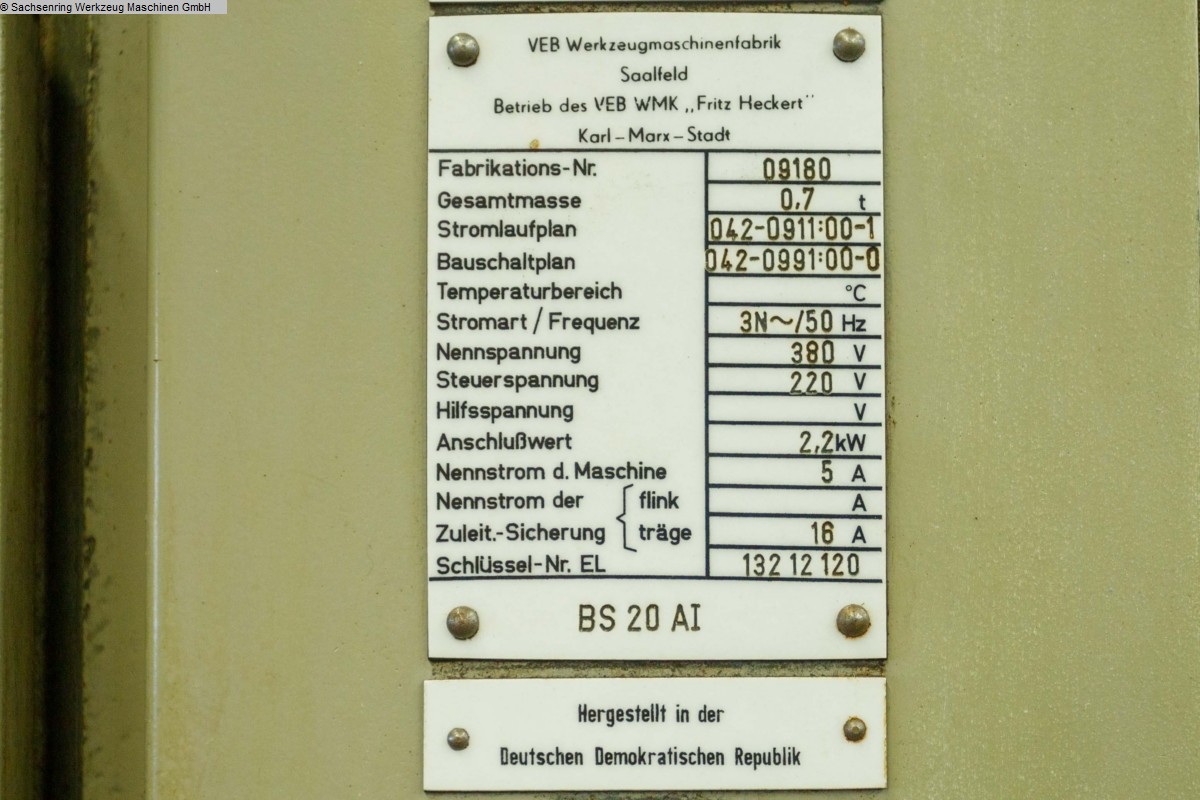 © Sachsenring Werkzeug Maschinen GmbH
VEB Werkzeugmaschinenfabrik
Saalfeld
Betrieb des VEB WMK „Fritz Heckert“
Karl-Marx-Stadt
Fabrikations-Nr. 09180
Gesamtmasse 0,7 t
Stromlaufplan 042-0911:00-1
Bauschaltplan 042-0991:00-0
Temperaturbereich °C
Stromart / Frequenz 3N~/50 Hz
Nennspannung 380 V
Steuerspannung 220 V
Hilfsspannung V
Anschlußwert 2,2kW
Nennstrom d. Maschine 5 A
Nennstrom der { flink A
Zuleit.-Sicherung träge 16 A
Schlüssel-Nr. EL 132 12 120
BS 20 AI
Hergestellt in der
Deutschen Demokratischen Republik